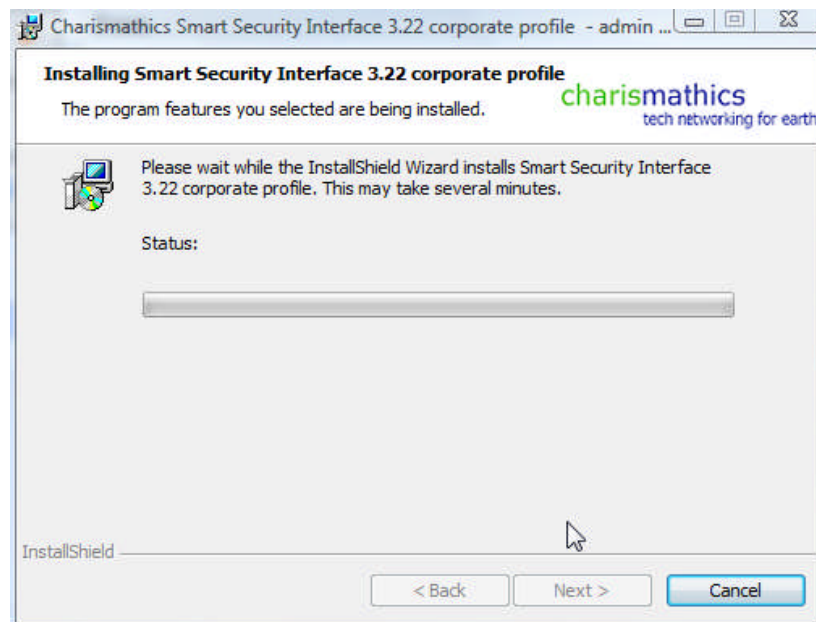 Charismathics Smart Security Interface 3.22 corporate profile - admin ...
Installing Smart Security Interface 3.22 corporate profile
The program features you selected are being installed.
charismathics
tech networking for earth
Please wait while the InstallShield Wizard installs Smart Security Interface
3.22 corporate profile. This may take several minutes.
Status:
InstallShield
< Back
Next >
Cancel